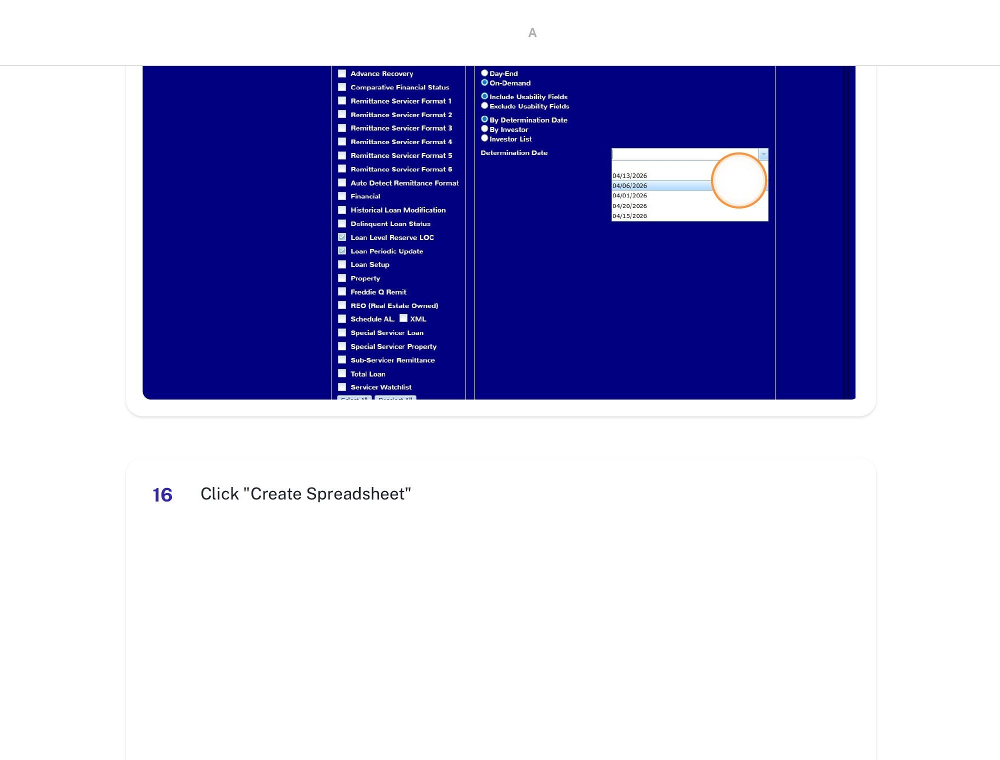 A
Advance Recovery
Comparative Financial Status
Remittance Servicer Format 1
Remittance Servicer Format 2
Remittance Servicer Format 3
Remittance Servicer Format 4
Remittance Servicer Format 5
Remittance Servicer Format 6
Auto Detect Remittance Format
Financial
Historical Loan Modification
Delinquent Loan Status
Loan Level Reserve LOC
Loan Periodic Update
Loan Setup
Property
Freddie Q Remit
REO (Real Estate Owned)
Schedule AL, XML
Special Servicer Loan
Special Servicer Property
Sub-Servicer Remittance
Total Loan
Servicer Watchlist
Select All Deselect All
Day-End
On-Demand
Include Usability Fields
Exclude Usability Fields
By Determination Date
By Investor
Investor List
Determination Date
04/13/2026
04/06/2026
04/01/2026
04/20/2026
04/15/2026
16 Click "Create Spreadsheet"